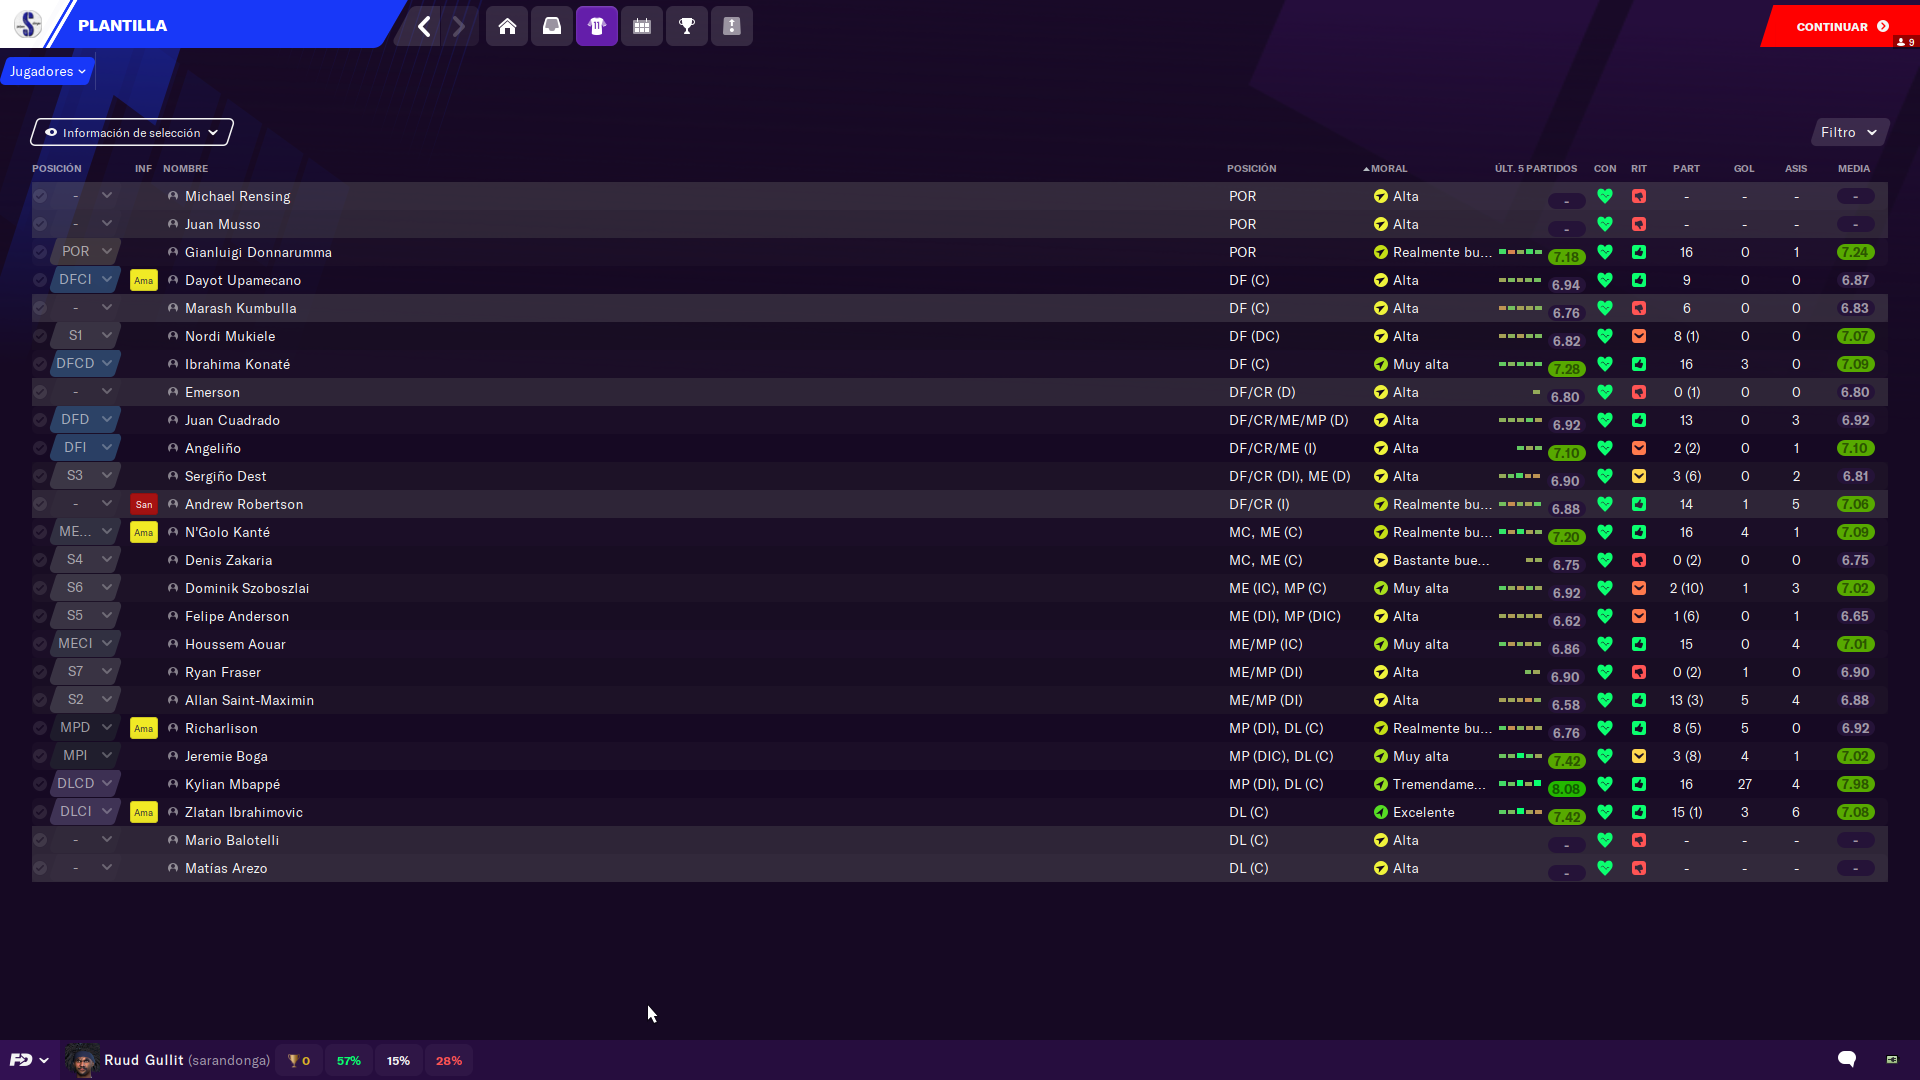 PLANTILLA
CONTINUAR
9
Jugadores
Información de selección
Filtro
POSICIÓN INF NOMBRE POSICIÓN MORAL ÚLT. 5 PARTIDOS CON RIT PART GOL ASIS MEDIA
- Michael Rensing POR Alta - - - - -
- Juan Musso POR Alta - - - - -
POR Gianluigi Donnarumma POR Realmente bu... 7.18 16 0 1 7.24
DFCI Ama Dayot Upamecano DF (C) Alta 6.94 9 0 0 6.87
- Marash Kumbulla DF (C) Alta 6.76 6 0 0 6.83
S1 Nordi Mukiele DF (DC) Alta 6.82 8 (1) 0 0 7.07
DFCD Ibrahima Konaté DF (C) Muy alta 7.28 16 3 0 7.09
- Emerson DF/CR (D) Alta 6.80 0 (1) 0 0 6.80
DFD Juan Cuadrado DF/CR/ME/MP (D) Alta 6.92 13 0 3 6.92
DFI Angeliño DF/CR/ME (I) Alta 7.10 2 (2) 0 1 7.10
S3 Sergiño Dest DF/CR (DI), ME (D) Alta 6.90 3 (6) 0 2 6.81
- San Andrew Robertson DF/CR (I) Realmente bu... 6.88 14 1 5 7.06
ME... Ama N'Golo Kanté MC, ME (C) Realmente bu... 7.20 16 4 1 7.09
S4 Denis Zakaria MC, ME (C) Bastante bue... 6.75 0 (2) 0 0 6.75
S6 Dominik Szoboszlai ME (IC), MP (C) Muy alta 6.92 2 (10) 1 3 7.02
S5 Felipe Anderson ME (DI), MP (DIC) Alta 6.62 1 (6) 0 1 6.65
MECI Houssem Aouar ME/MP (IC) Muy alta 6.86 15 0 4 7.01
S7 Ryan Fraser ME/MP (DI) Alta 6.90 0 (2) 1 0 6.90
S2 Allan Saint-Maximin ME/MP (DI) Alta 6.58 13 (3) 5 4 6.88
MPD Ama Richarlison MP (DI), DL (C) Realmente bu... 6.76 8 (5) 5 0 6.92
MPI Jeremie Boga MP (DIC), DL (C) Muy alta 7.42 3 (8) 4 1 7.02
DLCD Kylian Mbappé MP (DI), DL (C) Tremendame... 8.08 16 27 4 7.98
DLCI Ama Zlatan Ibrahimovic DL (C) Excelente 7.42 15 (1) 3 6 7.08
- Mario Balotelli DL (C) Alta - - - - -
- Matías Arezo DL (C) Alta - - - - -
FD Ruud Gullit (sarandonga) 0 57% 15% 28%